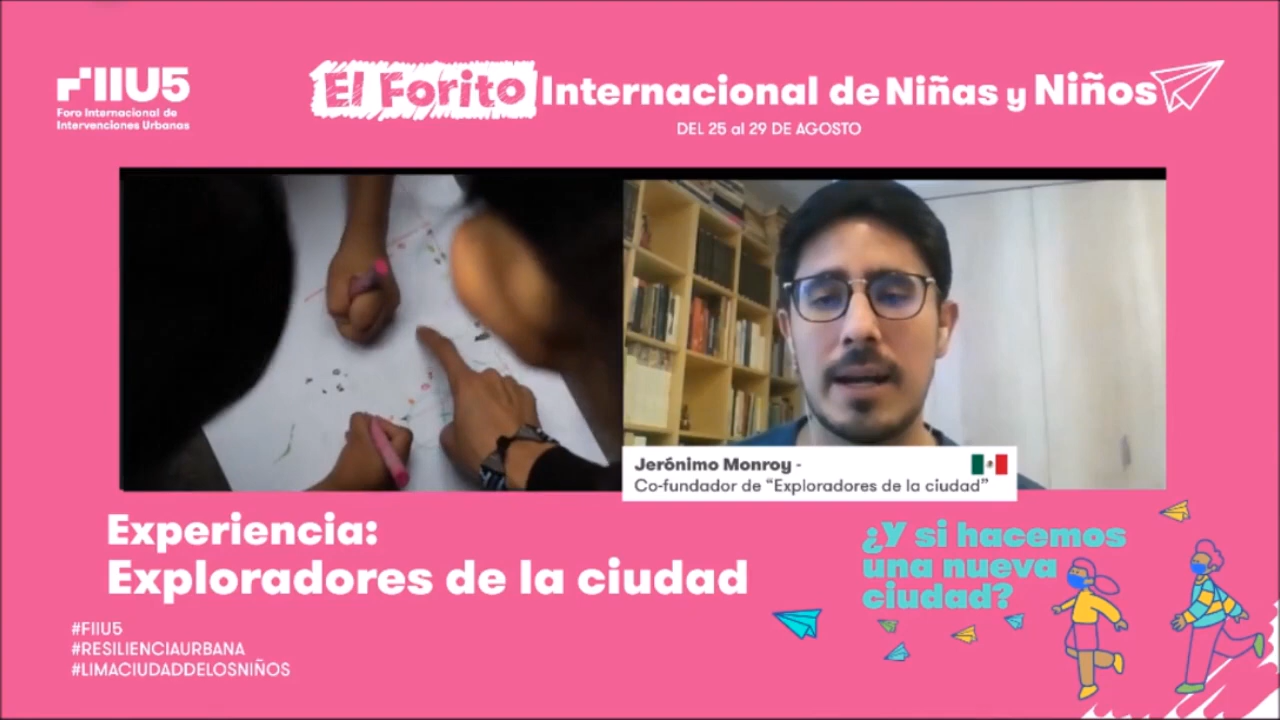 FIIU5
Foro Internacional de
Intervenciones Urbanas
El Forito Internacional de Niñas y Niños
DEL 25 al 29 DE AGOSTO
Jerónimo Monroy -
Co-fundador de “Exploradores de la ciudad”
Experiencia:
Exploradores de la ciudad
¿Y si hacemos
una nueva
ciudad?
#FIIU5
#RESILIENCIAURBANA
#LIMACIUDADDELOSNIÑOS